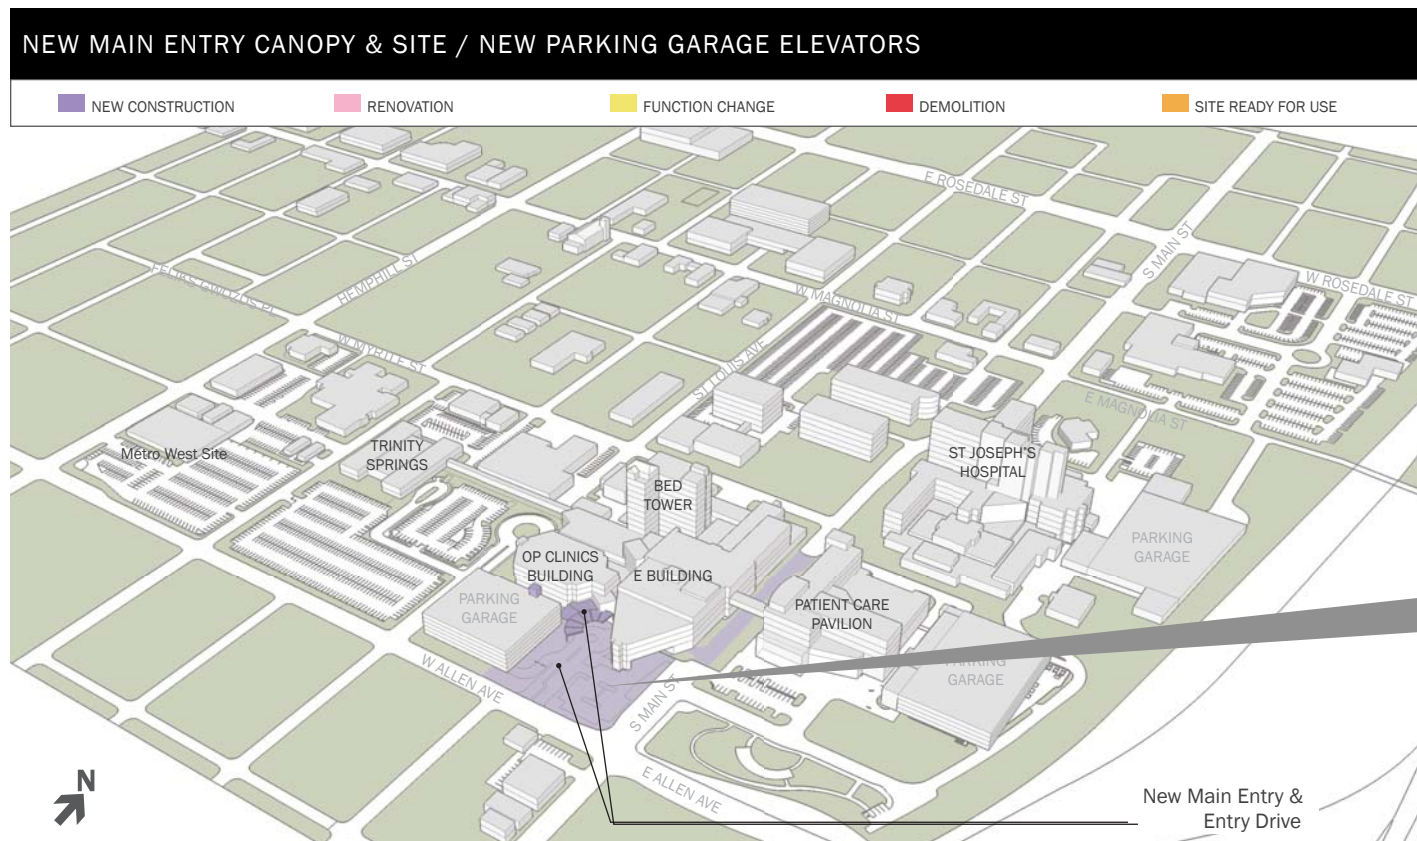 NEW MAIN ENTRY CANOPY & SITE / NEW PARKING GARAGE ELEVATORS
NEW CONSTRUCTION
RENOVATION
FUNCTION CHANGE
DEMOLITION
SITE READY FOR USE
E ROSEDALE ST
S MAIN ST
W ROSEDALE ST
FELIKS GWOZDS PL
HEMPHILL ST
W MAGNOLIA ST
W MYRTLE ST
ST LOUIS AVE
E MAGNOLIA ST
Metro West Site
TRINITY
SPRINGS
ST JOSEPH'S
HOSPITAL
BED
TOWER
PARKING
GARAGE
OP CLINICS
BUILDING
E BUILDING
PARKING
GARAGE
PATIENT CARE
PAVILION
PARKING
GARAGE
W ALLEN AVE
S MAIN ST
E ALLEN AVE
N
New Main Entry &
Entry Drive